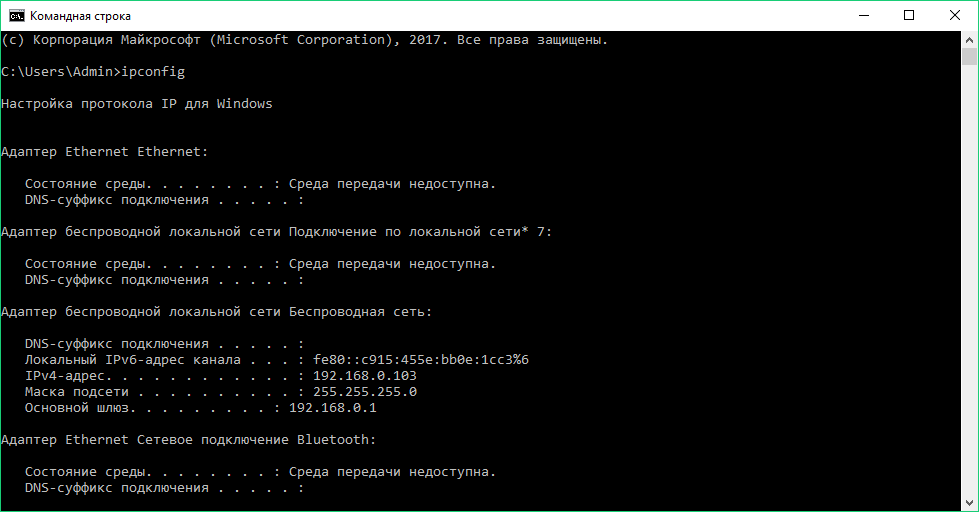 Командная строка
(c) Корпорация Майкрософт (Microsoft Corporation), 2017. Все права защищены.
C:\Users\Admin>ipconfig
Настройка протокола IP для Windows
Адаптер Ethernet Ethernet:
Состояние среды. . . . . . . . : Среда передачи недоступна.
DNS-суффикс подключения . . . . . :
Адаптер беспроводной локальной сети Подключение по локальной сети* 7:
Состояние среды. . . . . . . . : Среда передачи недоступна.
DNS-суффикс подключения . . . . . :
Адаптер беспроводной локальной сети Беспроводная сеть:
DNS-суффикс подключения . . . . . :
Локальный IPv6-адрес канала . . . : fe80::c915:455e:bb0e:1cc3%6
IPv4-адрес. . . . . . . . . . . . : 192.168.0.103
Маска подсети . . . . . . . . . . : 255.255.255.0
Основной шлюз. . . . . . . . . : 192.168.0.1
Адаптер Ethernet Сетевое подключение Bluetooth:
Состояние среды. . . . . . . . : Среда передачи недоступна.
DNS-суффикс подключения . . . . . :